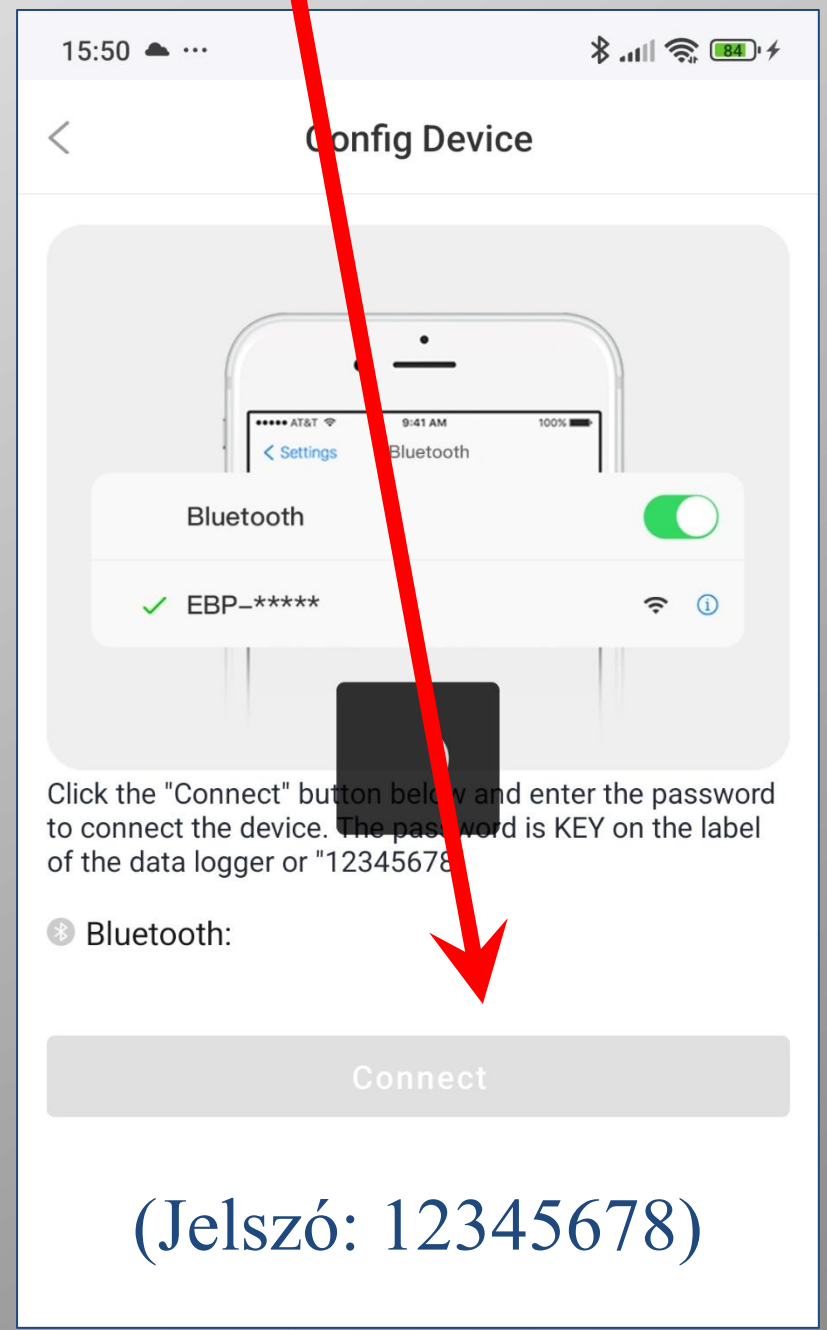 15:50 ... 84
Config Device
AT&T 9:41 AM 100%
Settings Bluetooth
Bluetooth
EBP-*****
Click the "Connect" button below and enter the password
to connect the device. The password is KEY on the label
of the data logger or "12345678
Bluetooth:
Connect
(Jelszó: 12345678)